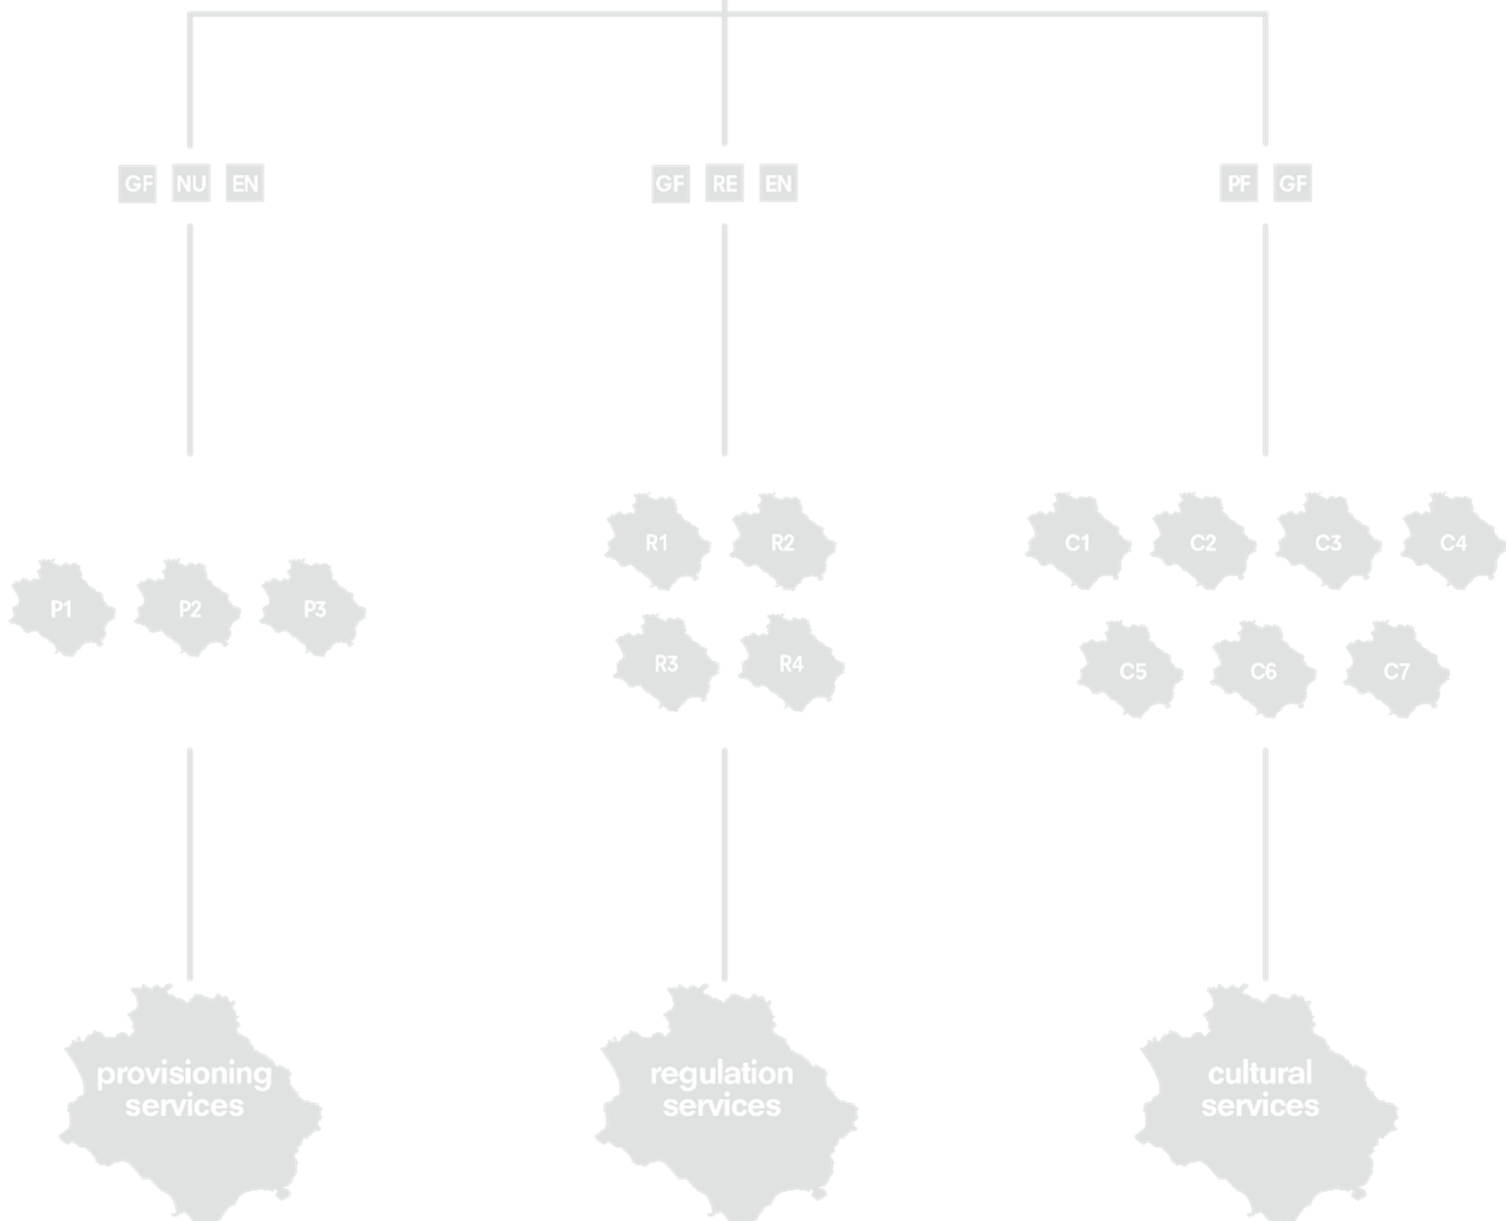 GF NU EN
GF RE EN
PF GF
R1 R2
C1 C2 C3 C4
P1 P2 P3
R3 R4
C5 C6 C7
provisioning
services
regulation
services
cultural
services